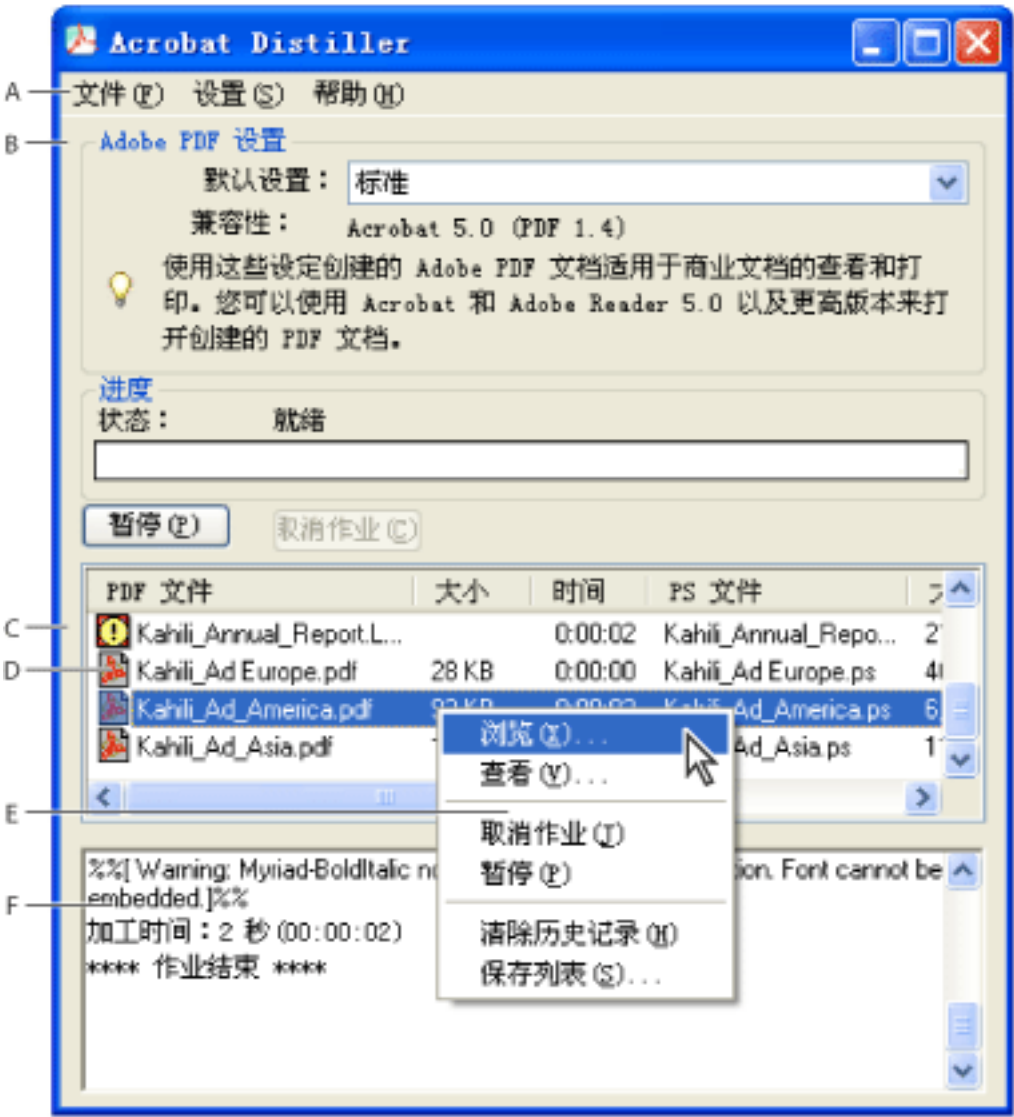 Acrobat Distiller
A
文件(F) 设置(S) 帮助(H)
B
Adobe PDF 设置
默认设置： 标准
兼容性： Acrobat 5.0 (PDF 1.4)
使用这些设定创建的 Adobe PDF 文档适用于商业文档的查看和打
印。您可以使用 Acrobat 和 Adobe Reader 5.0 以及更高版本来打
开创建的 PDF 文档。
进度
状态： 就绪
暂停(P) 取消作业(C)
PDF 文件 大小 时间 PS 文件
C
Kahili_Annual_Report.L... 0:00:02 Kahili_Annual_Repo... 2
D
Kahili_Ad Europe.pdf 28 KB 0:00:00 Kahili_Ad Europe.ps 4
Kahili_Ad_America.pdf 92 KB Kahili_Ad_America.ps 6
Kahili_Ad_Asia.pdf Ad_Asia.ps 1
浏览(X)...
查看(V)...
E
取消作业(J)
暂停(P)
清除历史记录(H)
保存列表(S)...
%%[ Warning: Myriad-BoldItalic ion. Font cannot be
F
embedded.]%%
加工时间：2 秒 (00:00:02)
**** 作业结束 ****